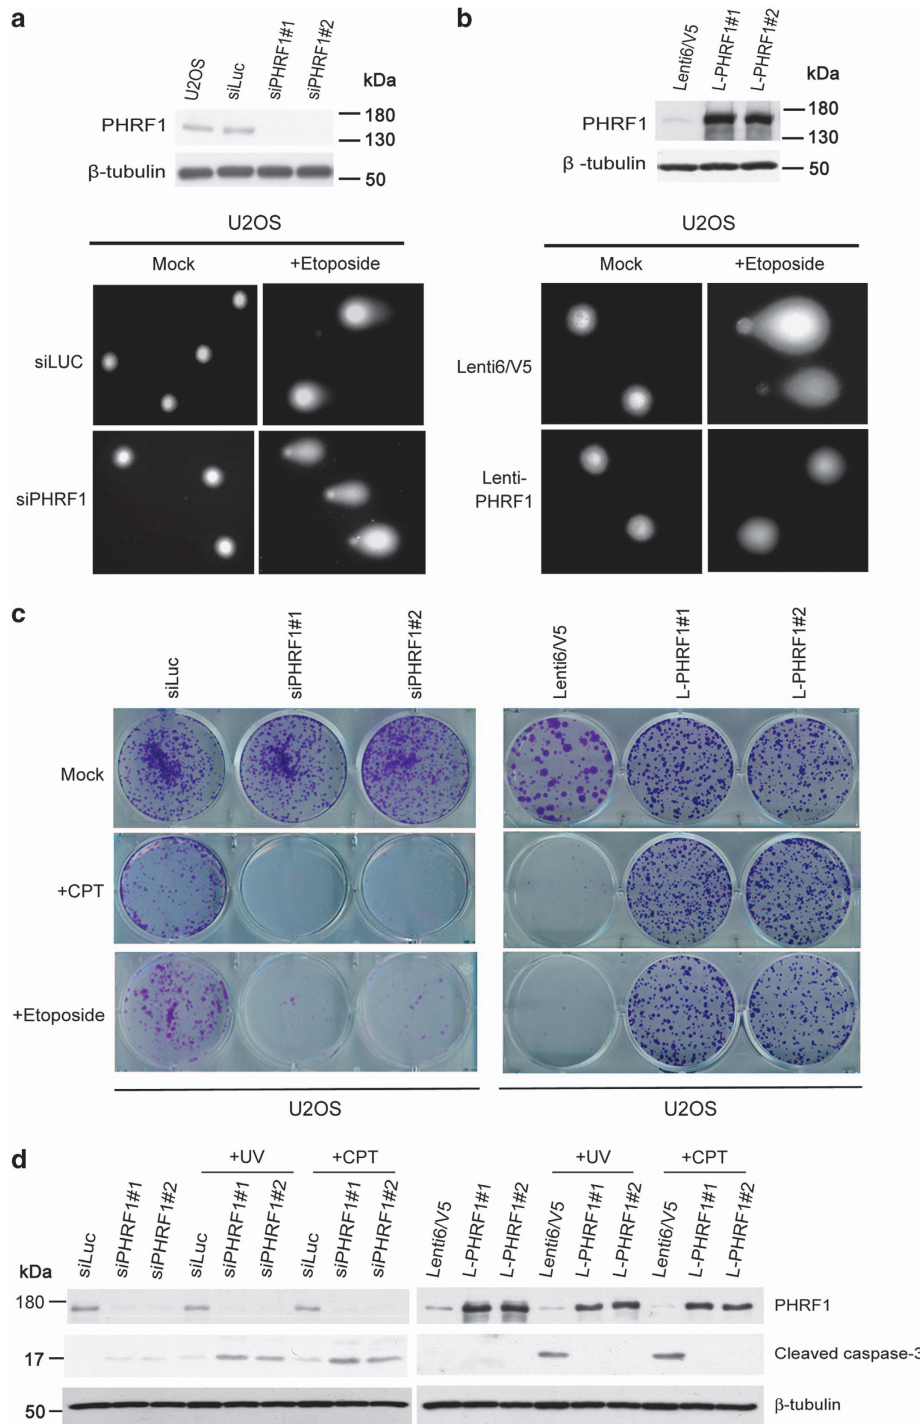 a
U2OS
siLuc
siPHRF1#1
siPHRF1#2
kDa
PHRF1
180
130
β-tubulin
50
U2OS
Mock
+Etoposide
siLUC
siPHRF1
b
Lenti6/V5
L-PHRF1#1
L-PHRF1#2
kDa
PHRF1
180
130
β -tubulin
50
U2OS
Mock
+Etoposide
Lenti6/V5
Lenti-
PHRF1
c
siLuc
siPHRF1#1
siPHRF1#2
Lenti6/V5
L-PHRF1#1
L-PHRF1#2
Mock
+CPT
+Etoposide
U2OS
U2OS
d
+UV
+CPT
+UV
+CPT
siLuc
siPHRF1#1
siPHRF1#2
siLuc
siPHRF1#1
siPHRF1#2
siLuc
siPHRF1#1
siPHRF1#2
Lenti6/V5
L-PHRF1#1
L-PHRF1#2
Lenti6/V5
L-PHRF1#1
L-PHRF1#2
Lenti6/V5
L-PHRF1#1
L-PHRF1#2
kDa
180
PHRF1
17
Cleaved caspase-3
50
β-tubulin